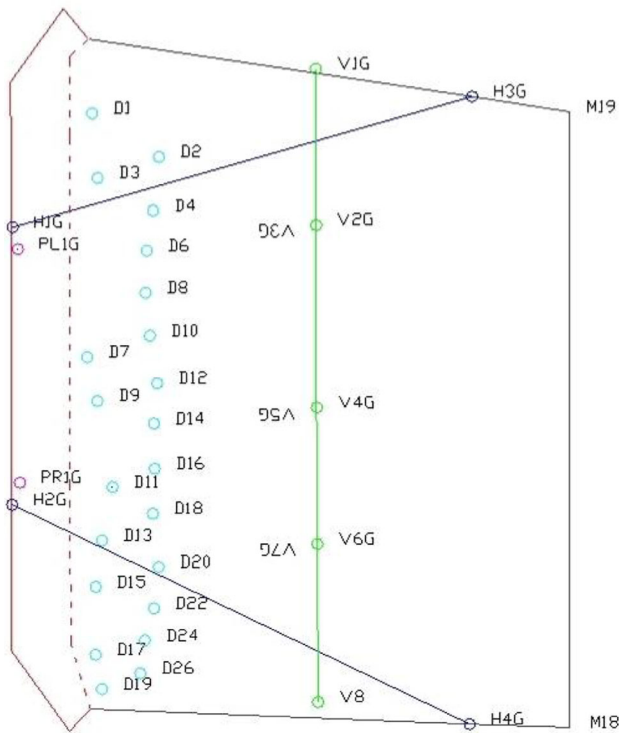 V1G
H3G
M19
D1
D2
D3
D4
H1G
V2G
V3G
PL1G
D6
D8
D10
D7
D12
D9
V4G
V5G
D14
D16
PR1G
D11
H2G
D18
D13
V6G
V7G
D20
D15
D22
D24
D17
D26
D19
V8
H4G
M18